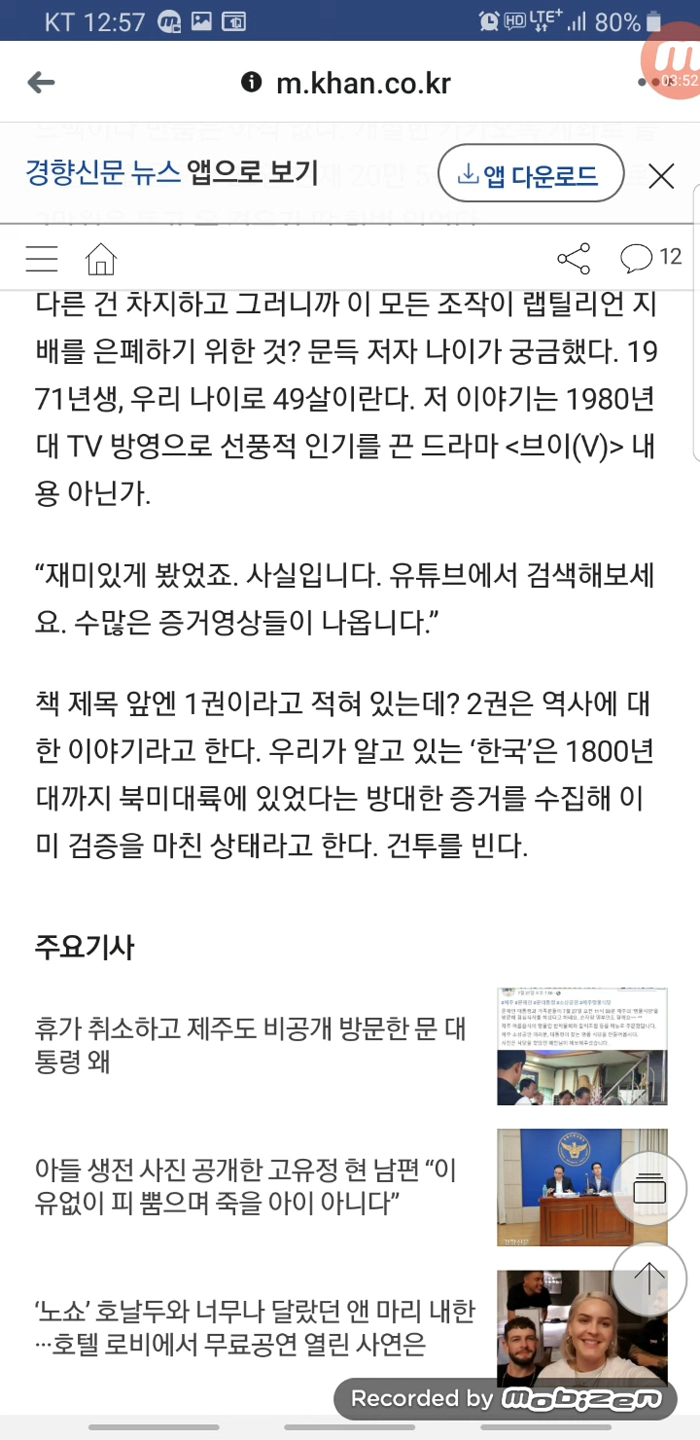 KT 12:57
HD LTE+ 80%
m.khan.co.kr
03:52
경향신문 뉴스 앱으로 보기
앱 다운로드
12
다른 건 차지하고 그러니까 이 모든 조작이 랩틸리언 지
배를 은폐하기 위한 것? 문득 저자 나이가 궁금했다. 19
71년생, 우리 나이로 49살이란다. 저 이야기는 1980년
대 TV 방영으로 선풍적 인기를 끈 드라마 <브이(V)> 내
용 아닌가.
“재미있게 봤었죠. 사실입니다. 유튜브에서 검색해보세
요. 수많은 증거영상들이 나옵니다.”
책 제목 앞엔 1권이라고 적혀 있는데? 2권은 역사에 대
한 이야기라고 한다. 우리가 알고 있는 ‘한국’은 1800년
대까지 북미대륙에 있었다는 방대한 증거를 수집해 이
미 검증을 마친 상태라고 한다. 건투를 빈다.
주요기사
휴가 취소하고 제주도 비공개 방문한 문 대
통령 왜
아들 생전 사진 공개한 고유정 현 남편 “이
유없이 피 뿜으며 죽을 아이 아니다”
‘노쇼’ 호날두와 너무나 달랐던 앤 마리 내한
…호텔 로비에서 무료공연 열린 사연은
Recorded by mobizen